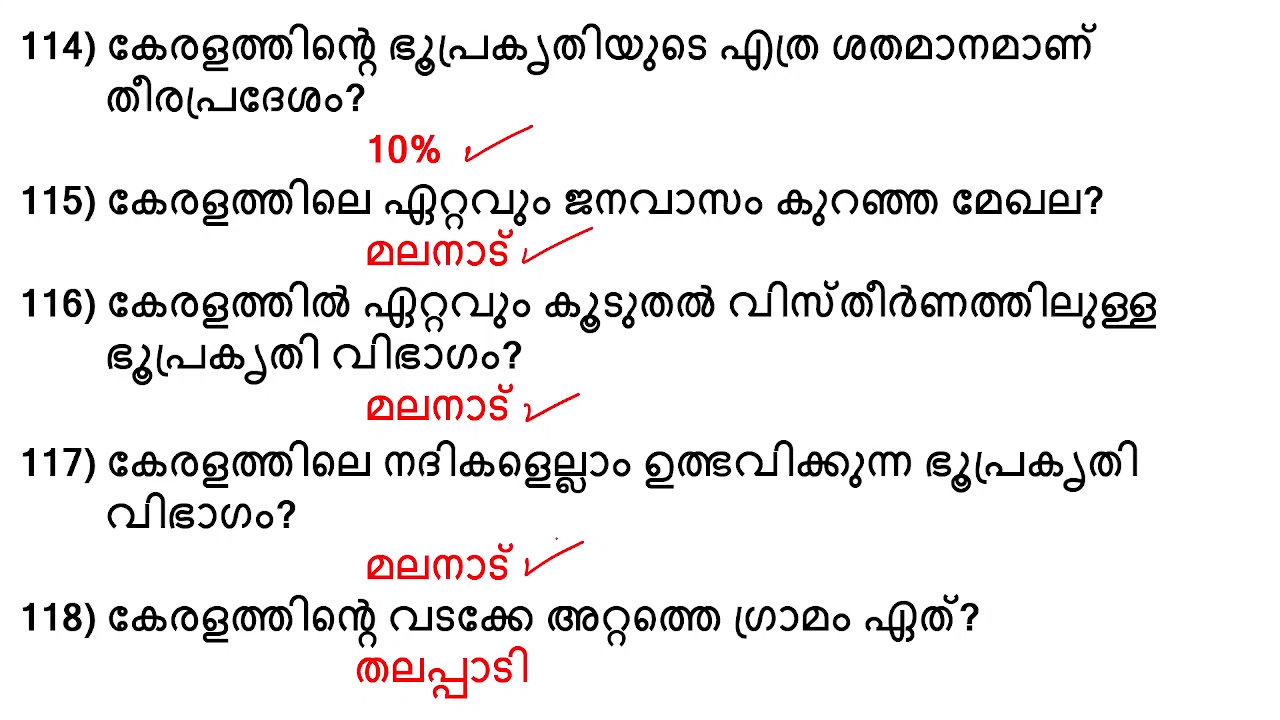 114) കേരളത്തിന്റെ ഭൂപ്രകൃതിയുടെ എത്ര ശതമാനമാണ്
തീരപ്രദേശം?
10%
115) കേരളത്തിലെ ഏറ്റവും ജനവാസം കുറഞ്ഞ മേഖല?
മലനാട്
116) കേരളത്തിൽ ഏറ്റവും കൂടുതൽ വിസ്തീർണത്തിലുള്ള
ഭൂപ്രകൃതി വിഭാഗം?
മലനാട്
117) കേരളത്തിലെ നദികളെല്ലാം ഉത്ഭവിക്കുന്ന ഭൂപ്രകൃതി
വിഭാഗം?
മലനാട്
118) കേരളത്തിന്റെ വടക്കേ അറ്റത്തെ ഗ്രാമം ഏത്?
തലപ്പാടി